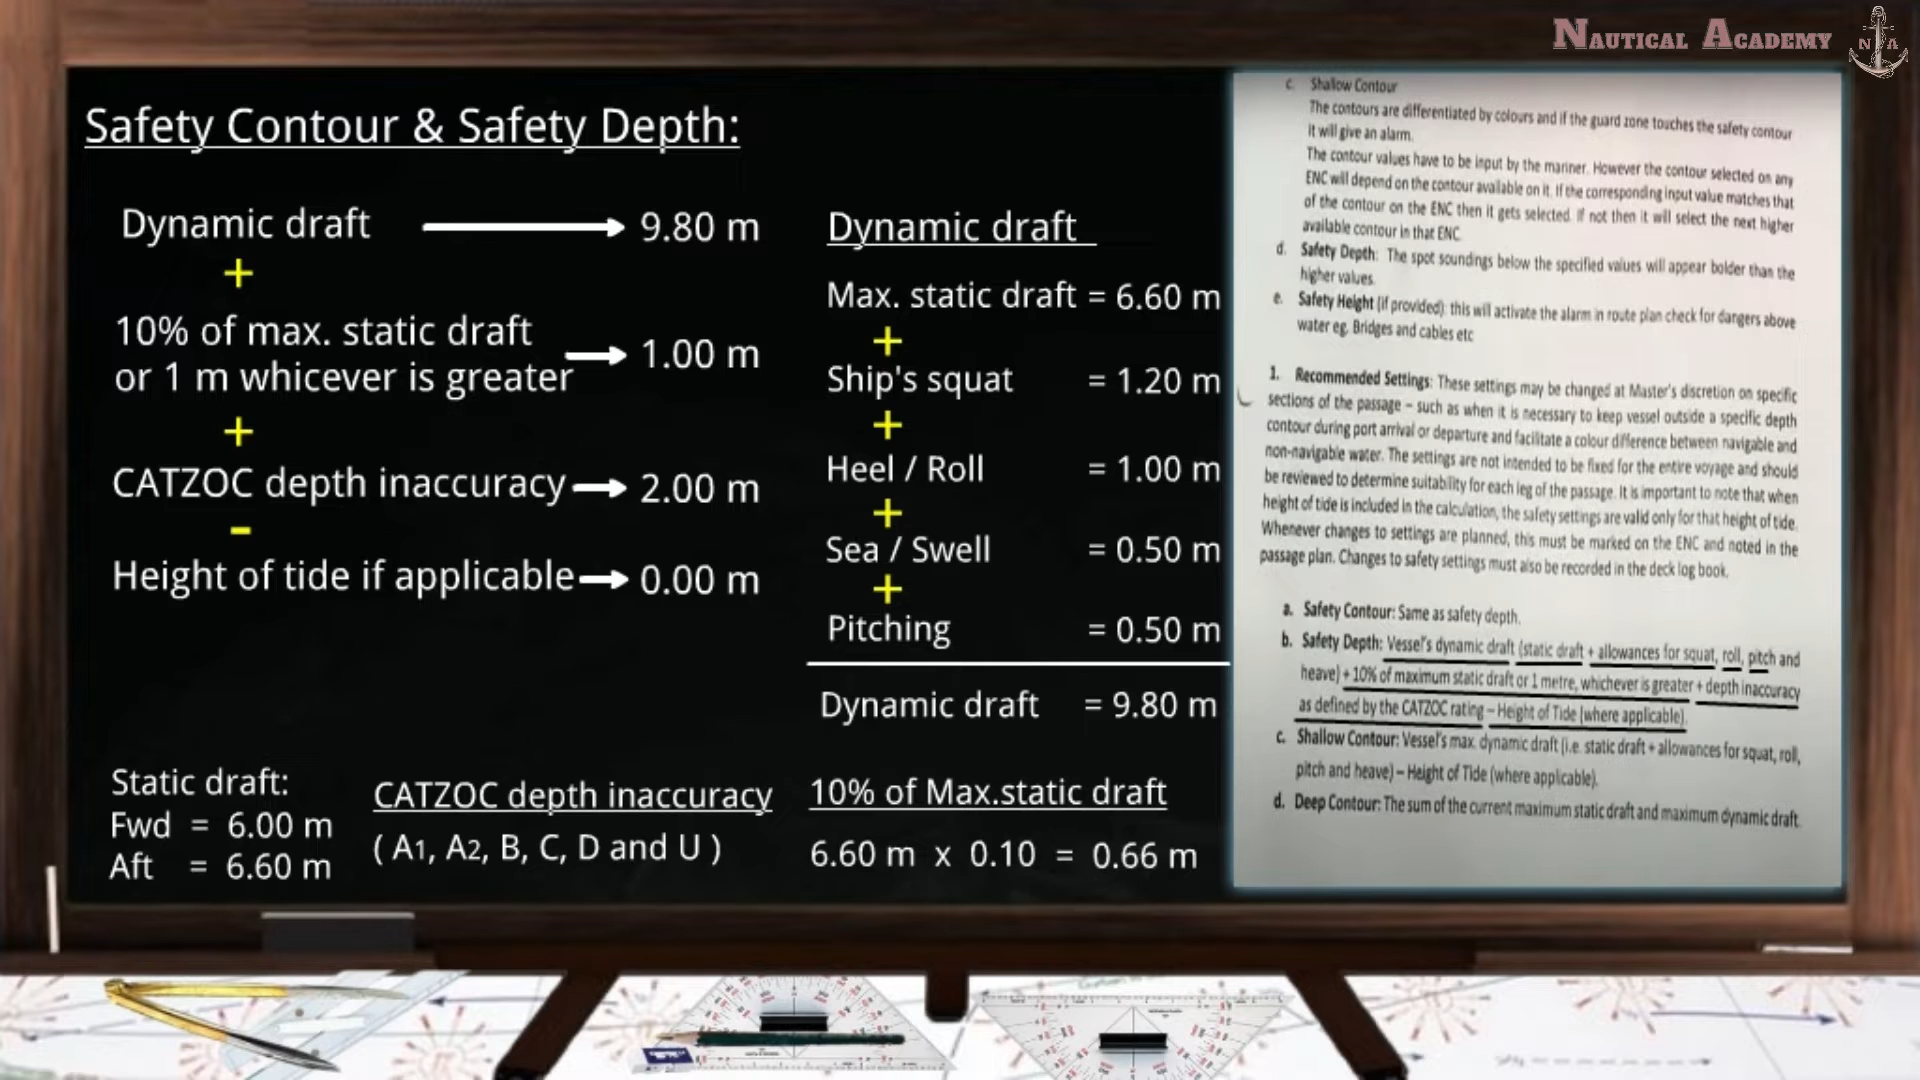 NAUTICAL ACADEMY
N A
Safety Contour & Safety Depth:
Dynamic draft 9.80 m
+
10% of max. static draft
or 1 m whicever is greater 1.00 m
+
CATZOC depth inaccuracy 2.00 m
-
Height of tide if applicable 0.00 m
Static draft:
Fwd = 6.00 m
Aft = 6.60 m
CATZOC depth inaccuracy
( A1, A2, B, C, D and U )
Dynamic draft
Max. static draft = 6.60 m
+
Ship's squat = 1.20 m
+
Heel / Roll = 1.00 m
+
Sea / Swell = 0.50 m
+
Pitching = 0.50 m
Dynamic draft = 9.80 m
10% of Max.static draft
6.60 m x 0.10 = 0.66 m
c. Shallow Contour
The contours are differentiated by colours and if the guard zone touches the safety contour
it will give an alarm.
The contour values have to be input by the mariner. However the contour selected on any
ENC will depend on the contour available on it. If the corresponding input value matches that
of the contour on the ENC then it gets selected. If not then it will select the next higher
available contour in that ENC.
d. Safety Depth: The spot soundings below the specified values will appear bolder than the
higher values.
e. Safety Height (if provided): this will activate the alarm in route plan check for dangers above
water eg. Bridges and cables etc
1. Recommended Settings: These settings may be changed at Master's discretion on specific
sections of the passage – such as when it is necessary to keep vessel outside a specific depth
contour during port arrival or departure and facilitate a colour difference between navigable and
non-navigable water. The settings are not intended to be fixed for the entire voyage and should
be reviewed to determine suitability for each leg of the passage. It is important to note that when
height of tide is included in the calculation, the safety settings are valid only for that height of tide.
Whenever changes to settings are planned, this must be marked on the ENC and noted in the
passage plan. Changes to safety settings must also be recorded in the deck log book.
a. Safety Contour: Same as safety depth.
b. Safety Depth: Vessel's dynamic draft (static draft + allowances for squat, roll, pitch and
heave) + 10% of maximum static draft or 1 metre, whichever is greater + depth inaccuracy
as defined by the CATZOC rating – Height of Tide (where applicable).
c. Shallow Contour: Vessel's max. dynamic draft (i.e. static draft + allowances for squat, roll,
pitch and heave) – Height of Tide (where applicable).
d. Deep Contour: The sum of the current maximum static draft and maximum dynamic draft.